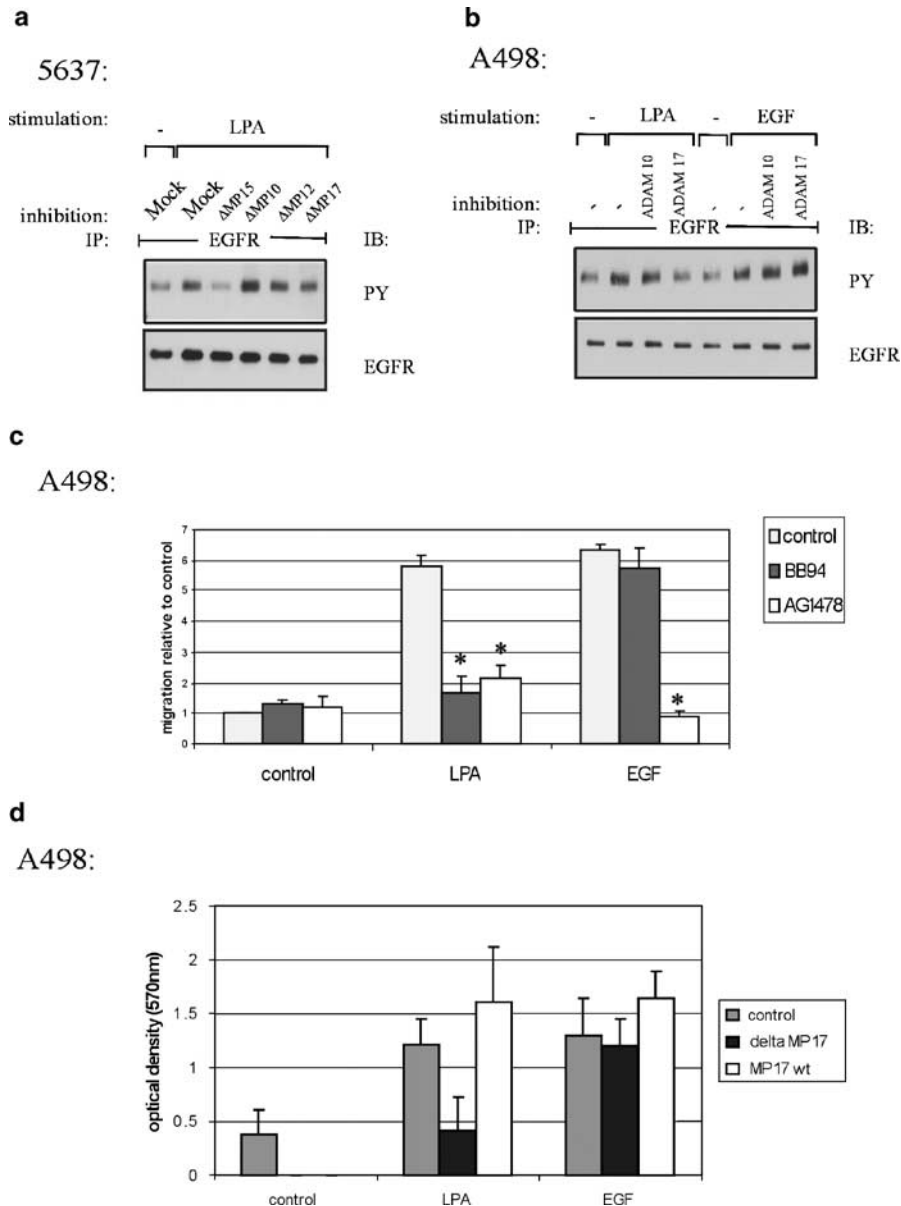 a
5637:
stimulation:
- LPA
inhibition:
Mock Mock ΔMP15 ΔMP10 ΔMP12 ΔMP17
IP: EGFR IB:
PY
EGFR
b
A498:
stimulation:
- LPA - EGF
inhibition:
- - ADAM 10 ADAM 17 - - ADAM 10 ADAM 17
IP: EGFR IB:
PY
EGFR
c
A498:
migration relative to control
7
6
5
4
3
2
1
0
* * *
control LPA EGF
control
BB94
AG1478
d
A498:
optical density (570nm)
2.5
2
1.5
1
0.5
0
control LPA EGF
control
delta MP17
MP17 wt